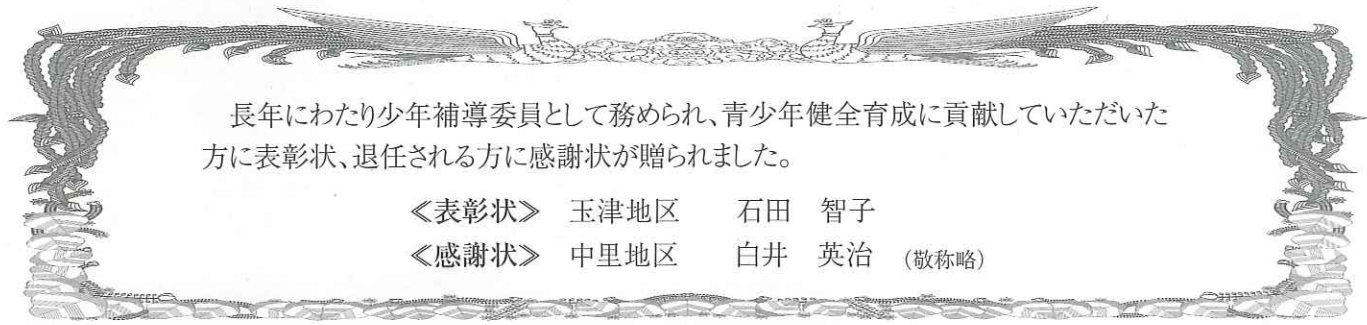 長年にわたり少年補導委員として務められ、青少年健全育成に貢献していただいた
方に表彰状、退任される方に感謝状が贈られました。
≪表彰状≫ 玉津地区 石田 智子
≪感謝状≫ 中里地区 白井 英治 (敬称略)